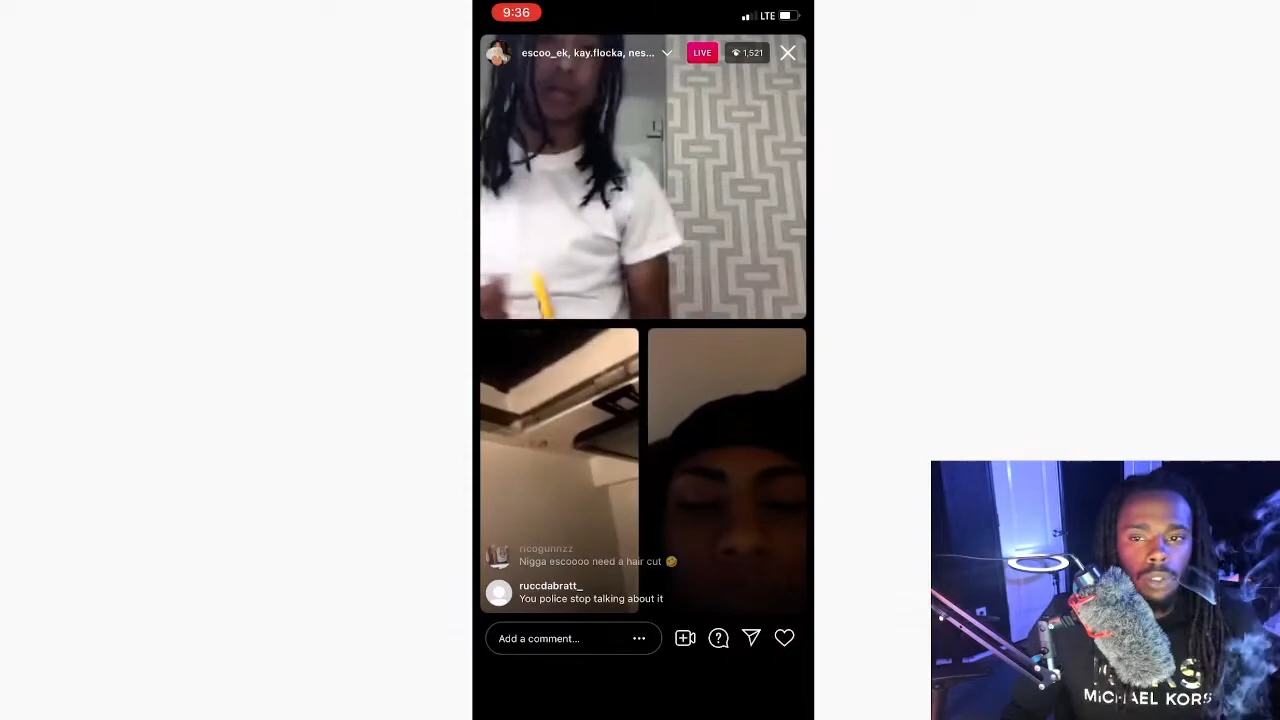 9:36
LTE
escoo_ek, kay.flocka, nes...
LIVE
1,521
ricogunnzz
Nigga escoooo need a hair cut 🤣
ruccdabratt_
You police stop talking about it
Add a comment...
MICHAEL KORS